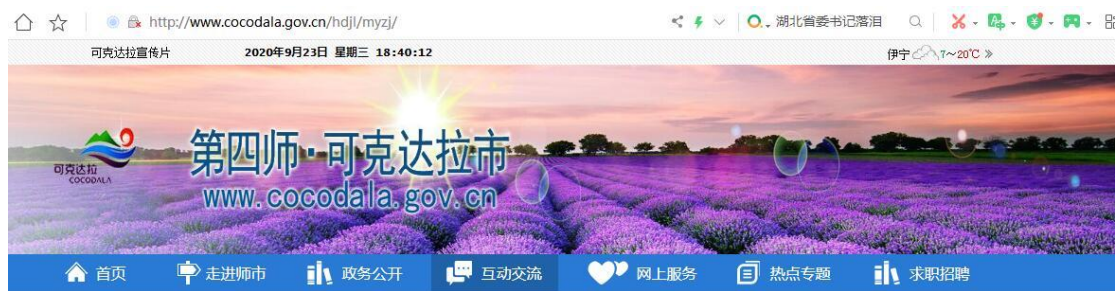 http://www.cocodala.gov.cn/hdjl/myzj/ 湖北省委书记落泪
可克达拉宣传片 2020年9月23日 星期三 18:40:12 伊宁 7～20℃ »
第四师·可克达拉市
可克达拉
COCODALA
www.cocodala.gov.cn
首页 走进师市 政务公开 互动交流 网上服务 热点专题 求职招聘